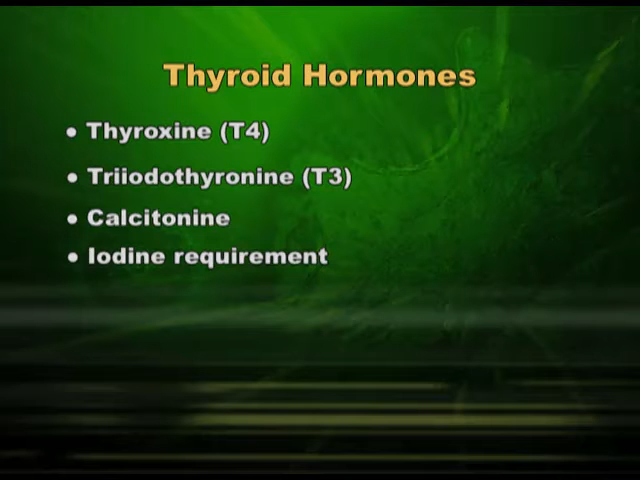 Thyroid Hormones
• Thyroxine (T4)
• Triiodothyronine (T3)
• Calcitonine
• Iodine requirement